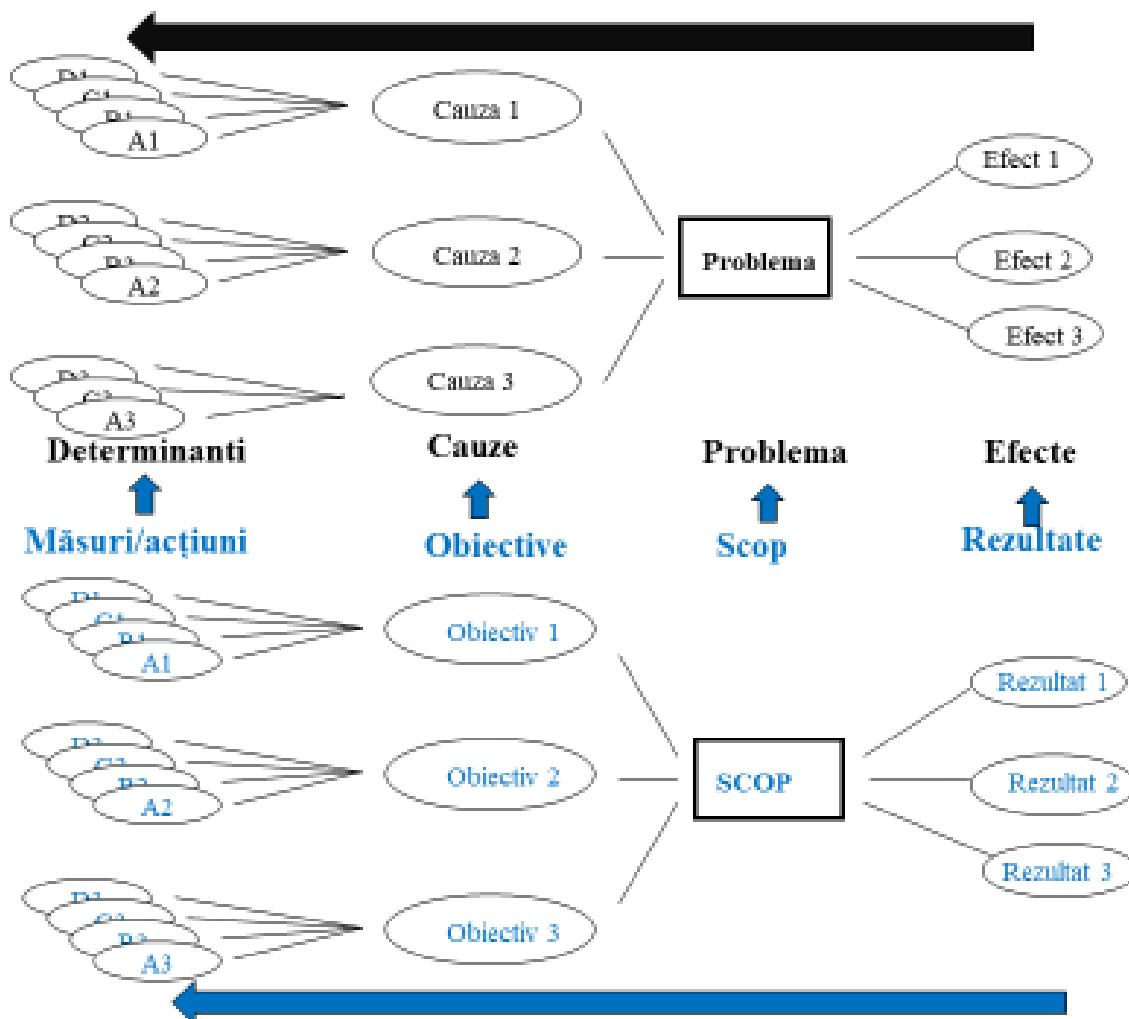 Cauza 1
A1
Efect 1
Cauza 2
A2
Problema
Efect 2
Efect 3
Cauza 3
A3
Determinanti
Cauze
Problema
Efecte
Măsuri/acțiuni
Obiective
Scop
Rezultate
Obiectiv 1
A1
Rezultat 1
Obiectiv 2
A2
SCOP
Rezultat 2
Rezultat 3
Obiectiv 3
A3